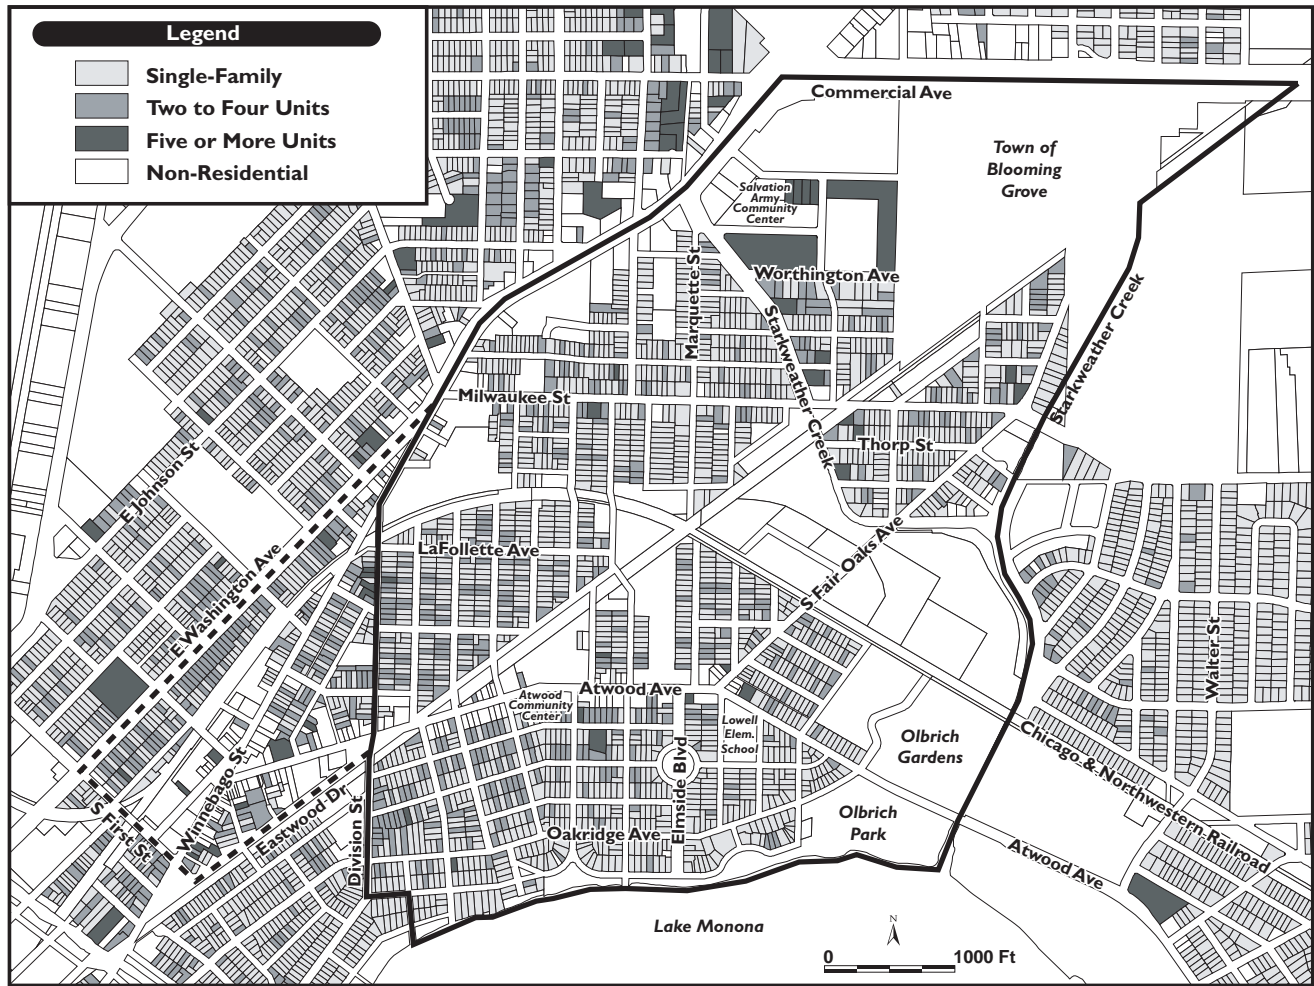 Legend
Single-Family
Two to Four Units
Five or More Units
Non-Residential
Commercial Ave
Town of
Blooming
Grove
Salvation
Army
Community
Center
Worthington Ave
Marquette St
Starkweather Creek
Starkweather Creek
Milwaukee St
Thorp St
E Johnson St
LaFollette Ave
E Washington Ave
S Fair Oaks Ave
Walter St
Atwood Ave
Atwood
Community
Center
Lowell
Elem.
School
Olbrich
Gardens
Elmside Blvd
Chicago & Northwestern Railroad
Winnebago St
S First St
Eastwood Dr
Division St
Oakridge Ave
Olbrich
Park
Atwood Ave
Lake Monona
N
0
1000 Ft